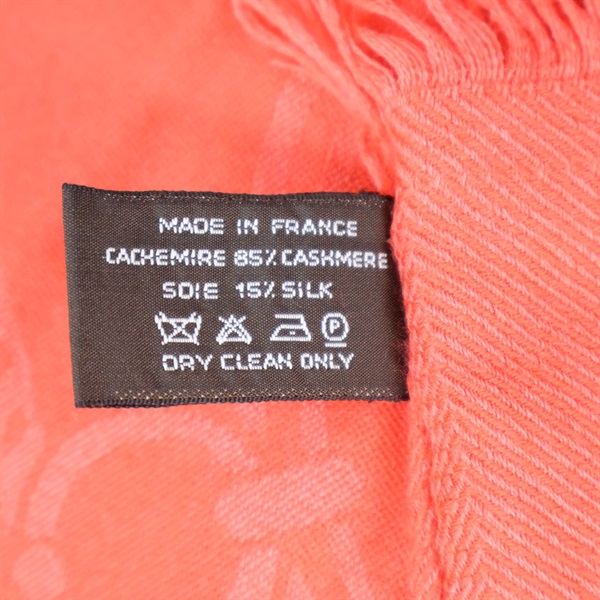 MADE IN FRANCE
CACHEMIRE 85% CASHMERE
SOIE 15% SILK
P
DRY CLEAN ONLY